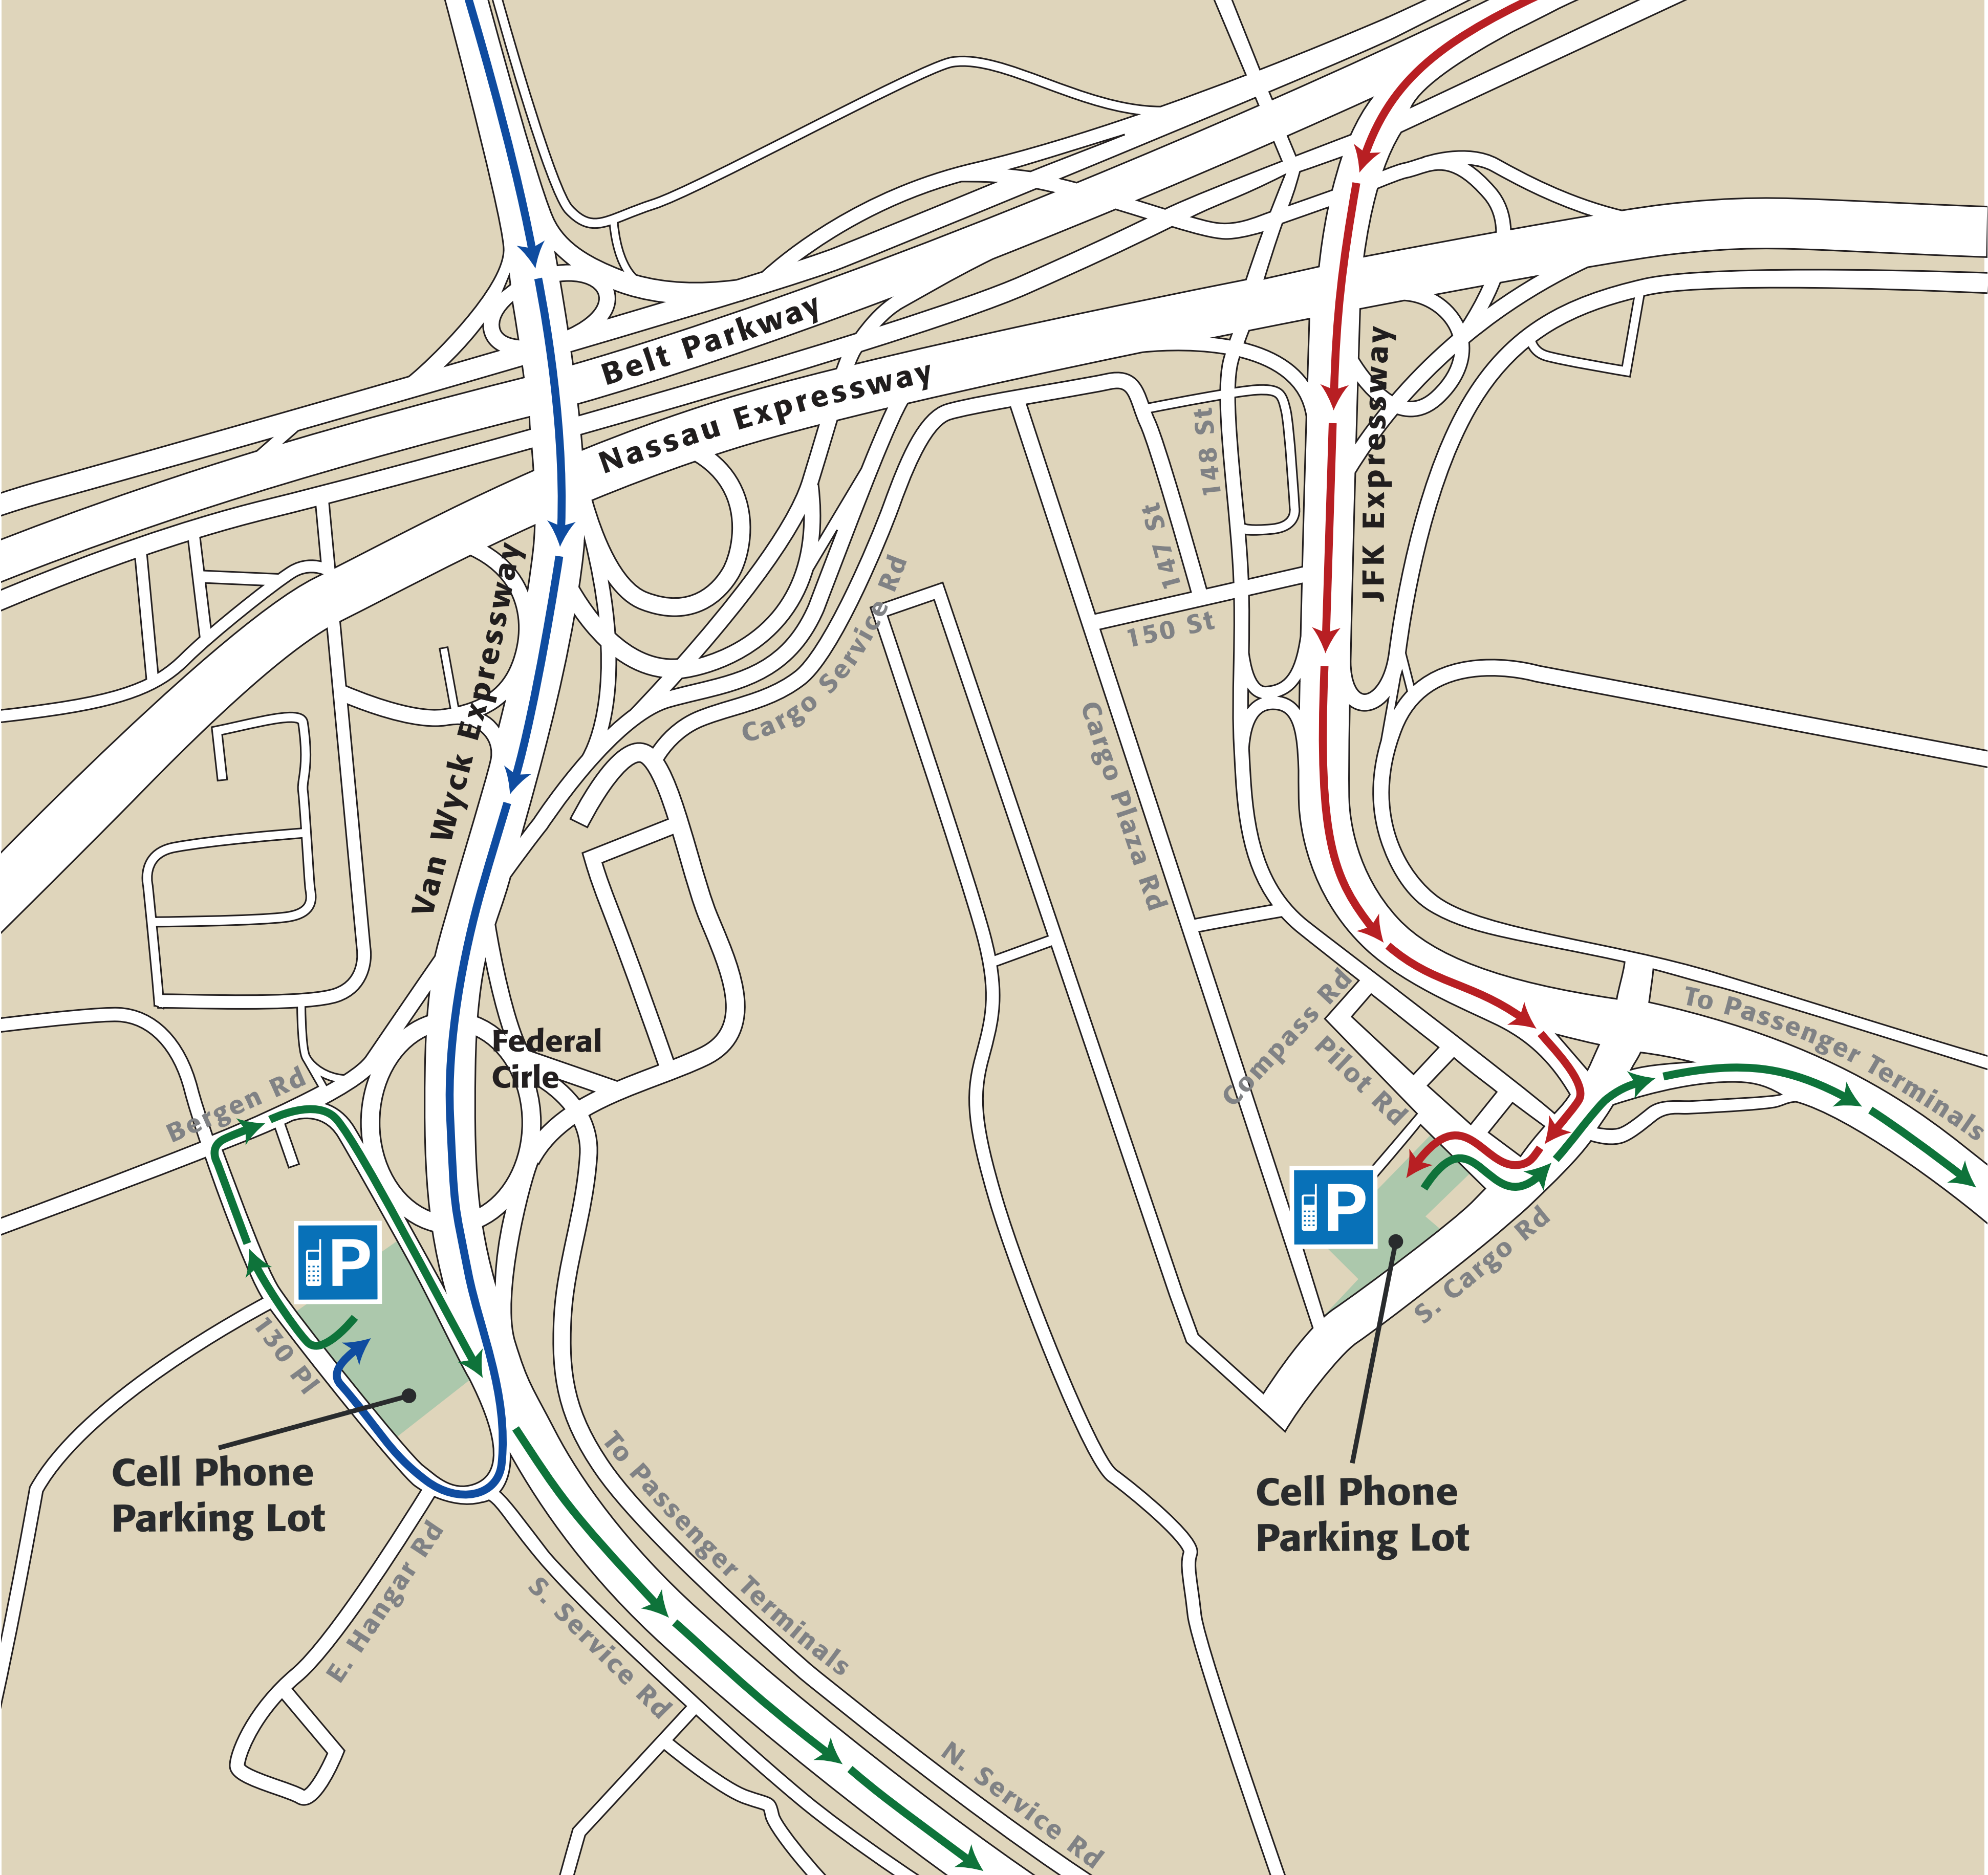 Belt Parkway
Nassau Expressway
148 St
JFK Expressway
147 St
Van Wyck Expressway
Cargo Service Rd
150 St
Cargo Plaza Rd
Compass Rd
To Passenger Terminals
Federal
Cirle
Pilot Rd
Bergen Rd
P
P
S. Cargo Rd
130 Pl
Cell Phone
Parking Lot
Cell Phone
Parking Lot
To Passenger Terminals
E. Hangar Rd
S. Service Rd
N. Service Rd